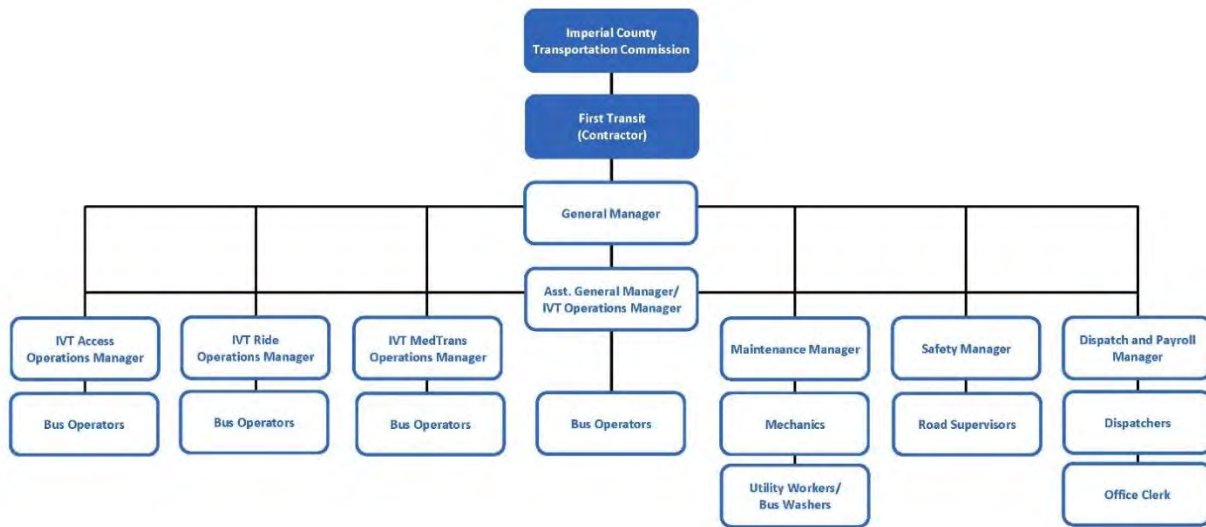 Imperial County
Transportation Commission
First Transit
(Contractor)
General Manager
Asst. General Manager/
IVT Operations Manager
IVT Access
Operations Manager
IVT Ride
Operations Manager
IVT MedTrans
Operations Manager
Maintenance Manager
Safety Manager
Dispatch and Payroll
Manager
Bus Operators
Bus Operators
Bus Operators
Bus Operators
Mechanics
Road Supervisors
Dispatchers
Utility Workers/
Bus Washers
Office Clerk